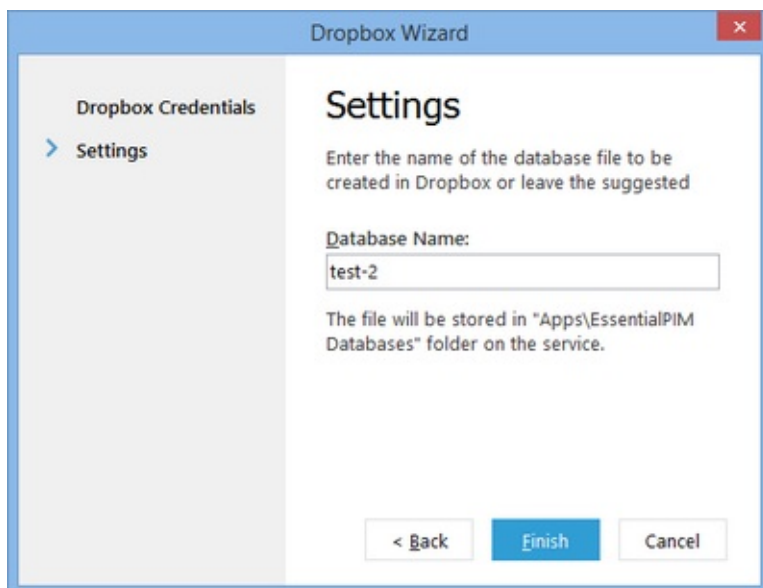 Dropbox Wizard
Dropbox Credentials
Settings
Settings
Enter the name of the database file to be
created in Dropbox or leave the suggested
Database Name:
test-2
The file will be stored in "Apps\EssentialPIM
Databases" folder on the service.
< Back
Finish
Cancel